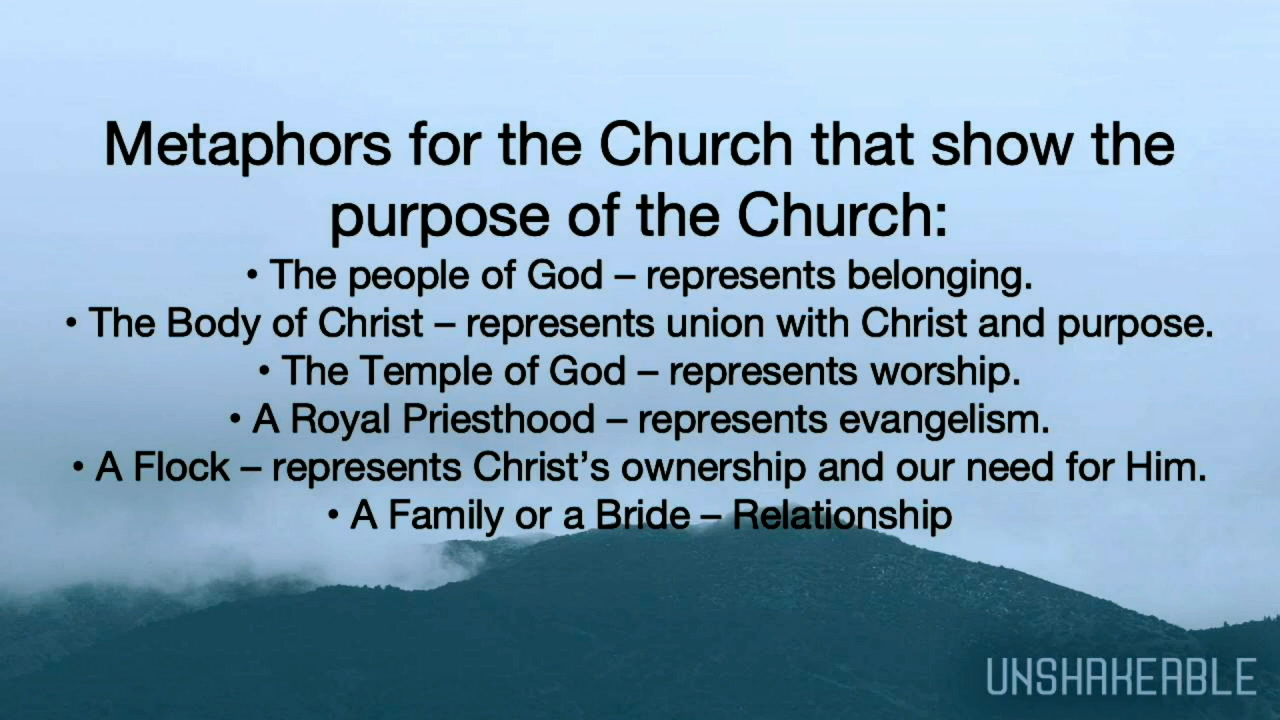 Metaphors for the Church that show the
purpose of the Church:
• The people of God – represents belonging.
• The Body of Christ – represents union with Christ and purpose.
• The Temple of God – represents worship.
• A Royal Priesthood – represents evangelism.
• A Flock – represents Christ’s ownership and our need for Him.
• A Family or a Bride – Relationship
UNSHAKEABLE